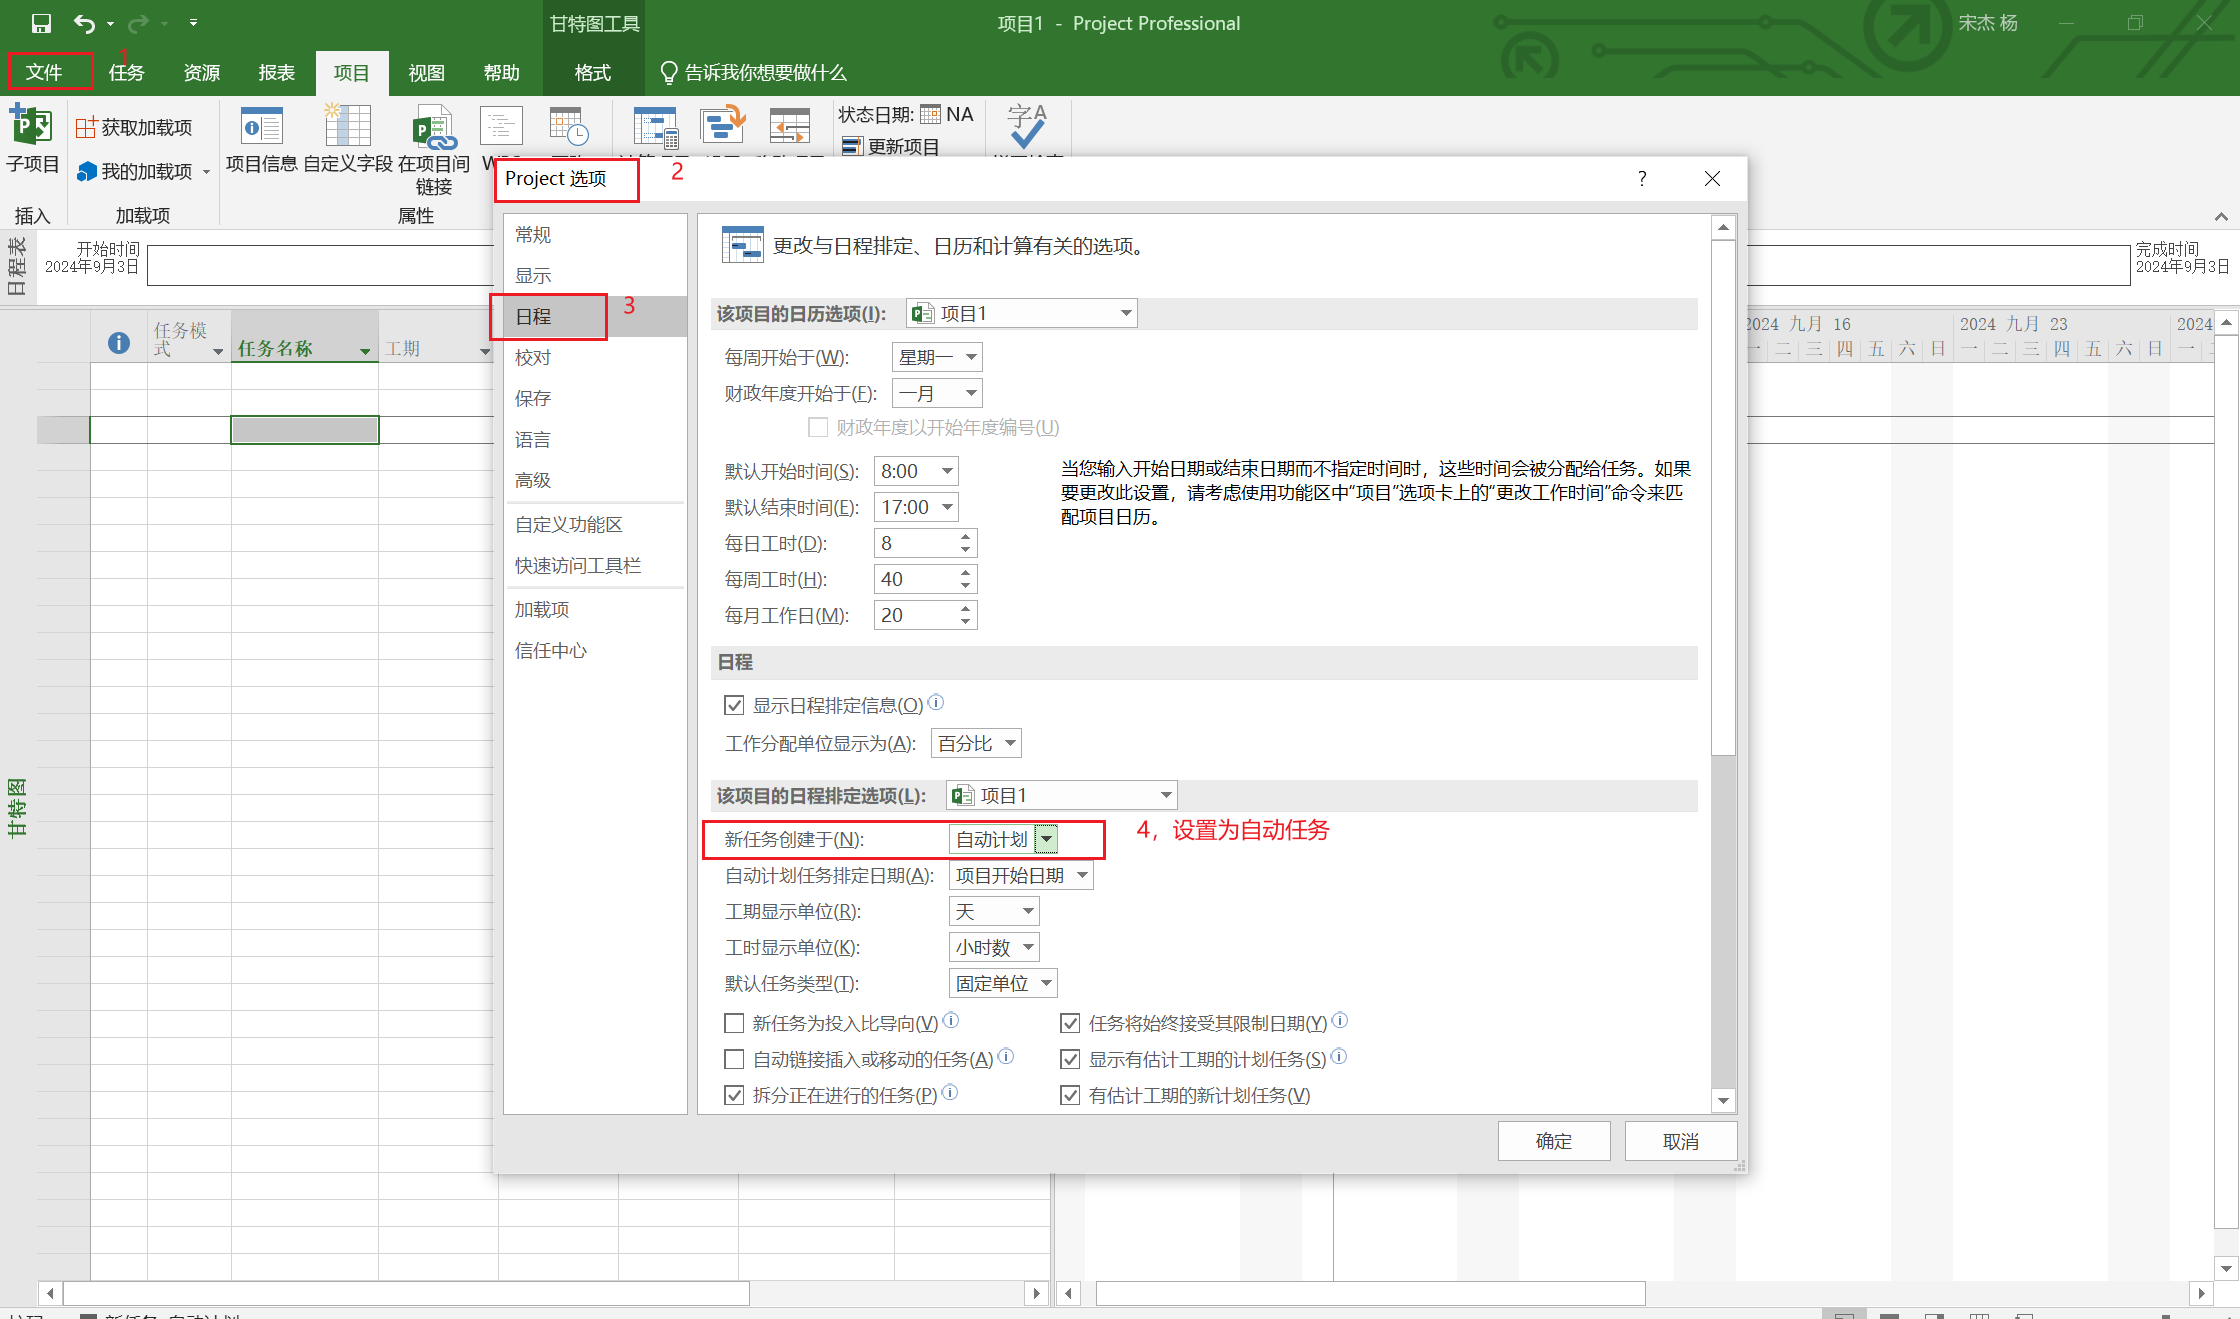 甘特图工具
项目1 - Project Professional
宋杰 杨
1
文件 任务 资源 报表 项目 视图 帮助 格式 告诉我你想要做什么
子项目
获取加载项
我的加载项
项目信息 自定义字段 在项目间
链接
状态日期: NA
更新项目
字A
插入 加载项 属性
日程表
开始时间
2024年9月3日
完成时间
2024年9月3日
任务模
式
任务名称
工期
2024 九月 16
2024 九月 23
2024
二 三 四 五 六 日 一 二 三 四 五 六 日 一
甘特图
Project 选项
2
?
常规
显示
日程
3
校对
保存
语言
高级
自定义功能区
快速访问工具栏
加载项
信任中心
更改与日程排定、日历和计算有关的选项。
该项目的日历选项(I): 项目1
每周开始于(W): 星期一
财政年度开始于(F): 一月
财政年度以开始年度编号(U)
默认开始时间(S): 8:00
默认结束时间(E): 17:00
当您输入开始日期或结束日期而不指定时间时，这些时间会被分配给任务。如果
要更改此设置，请考虑使用功能区中“项目”选项卡上的“更改工作时间”命令来匹
配项目日历。
每日工时(D): 8
每周工时(H): 40
每月工作日(M): 20
日程
显示日程排定信息(O)
工作分配单位显示为(A): 百分比
该项目的日程排定选项(L): 项目1
新任务创建于(N): 自动计划
4，设置为自动任务
自动计划任务排定日期(A): 项目开始日期
工期显示单位(R): 天
工时显示单位(K): 小时数
默认任务类型(T): 固定单位
新任务为投入比导向(V) 任务将始终接受其限制日期(Y)
自动链接插入或移动的任务(A) 显示有估计工期的计划任务(S)
拆分正在进行的任务(P) 有估计工期的新计划任务(V)
确定 取消